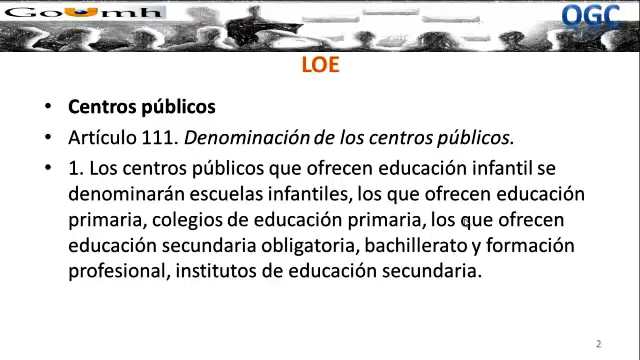 GoUmh
OGC
LOE
• Centros públicos
• Artículo 111. Denominación de los centros públicos.
• 1. Los centros públicos que ofrecen educación infantil se
denominarán escuelas infantiles, los que ofrecen educación
primaria, colegios de educación primaria, los que ofrecen
educación secundaria obligatoria, bachillerato y formación
profesional, institutos de educación secundaria.
2